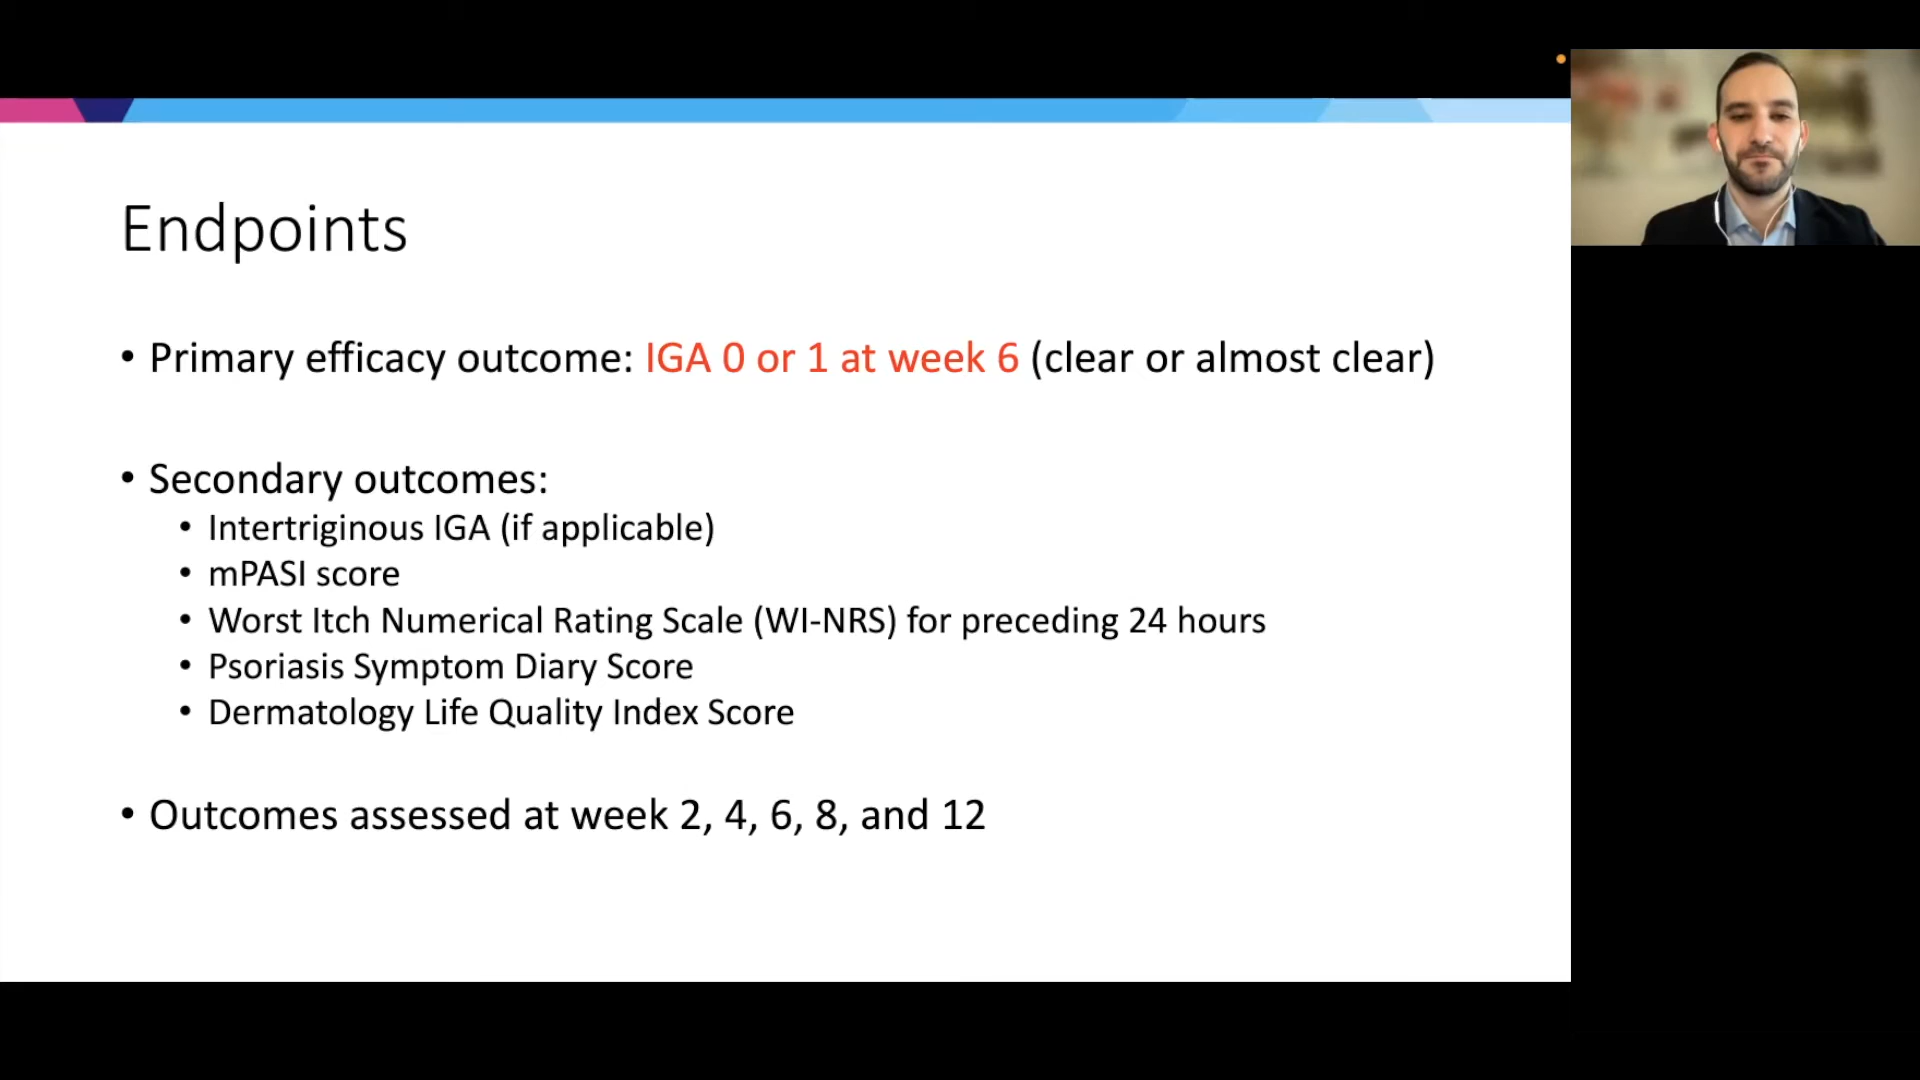 Endpoints
• Primary efficacy outcome: IGA 0 or 1 at week 6 (clear or almost clear)
• Secondary outcomes:
• Intertriginous IGA (if applicable)
• mPASI score
• Worst Itch Numerical Rating Scale (WI-NRS) for preceding 24 hours
• Psoriasis Symptom Diary Score
• Dermatology Life Quality Index Score
• Outcomes assessed at week 2, 4, 6, 8, and 12